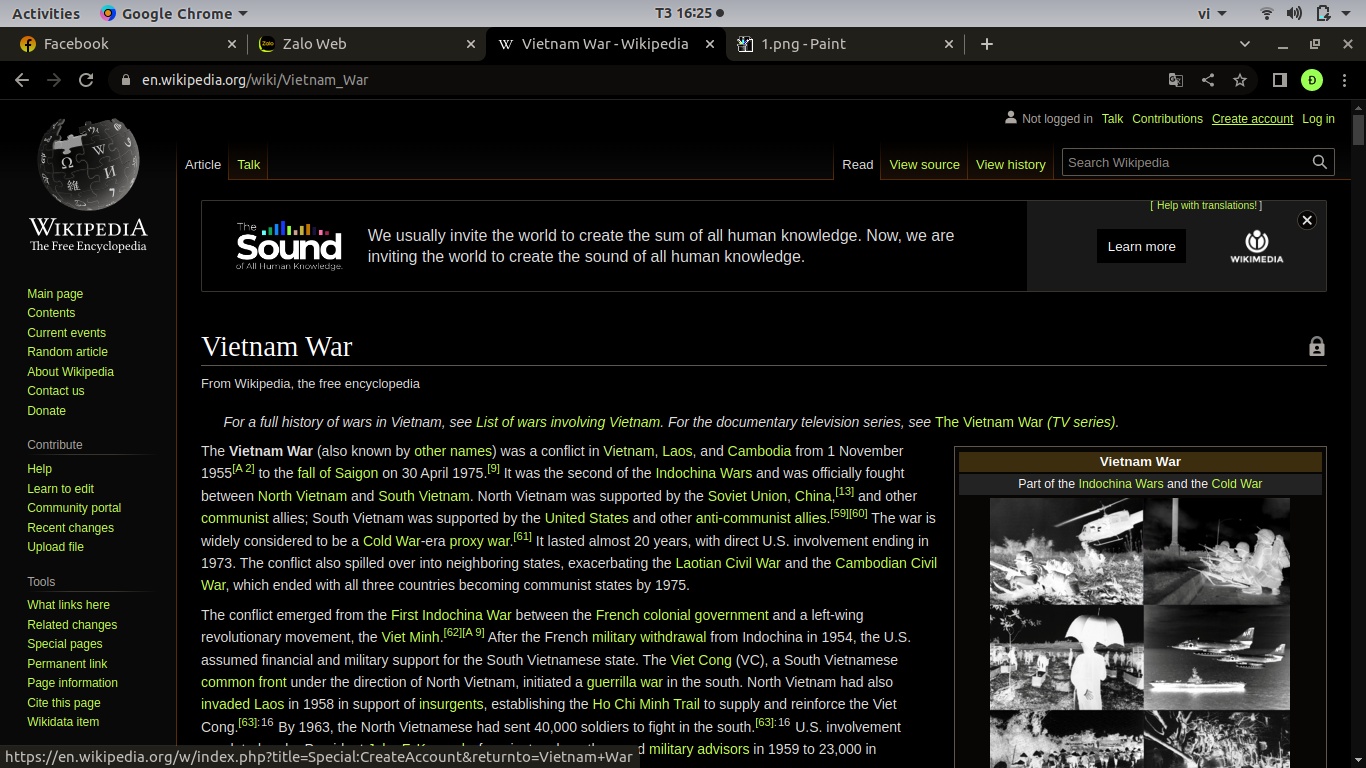 Activities Google Chrome T3 16:25 vi
Facebook Zalo Web Vietnam War - Wikipedia 1.png - Paint
en.wikipedia.org/wiki/Vietnam_War Đ
Not logged in Talk Contributions Create account Log in
Article Talk Read View source View history Search Wikipedia
WIKIPEDIA
The Free Encyclopedia
[ Help with translations! ]
The Sound of All Human Knowledge.
We usually invite the world to create the sum of all human knowledge. Now, we are
inviting the world to create the sound of all human knowledge.
Learn more
WIKIMEDIA
Main page
Contents
Current events
Random article
About Wikipedia
Contact us
Donate
Contribute
Help
Learn to edit
Community portal
Recent changes
Upload file
Tools
What links here
Related changes
Special pages
Permanent link
Page information
Cite this page
Wikidata item
Vietnam War
From Wikipedia, the free encyclopedia
For a full history of wars in Vietnam, see List of wars involving Vietnam. For the documentary television series, see The Vietnam War (TV series).
The Vietnam War (also known by other names) was a conflict in Vietnam, Laos, and Cambodia from 1 November
1955[A 2] to the fall of Saigon on 30 April 1975.[9] It was the second of the Indochina Wars and was officially fought
between North Vietnam and South Vietnam. North Vietnam was supported by the Soviet Union, China,[13] and other
communist allies; South Vietnam was supported by the United States and other anti-communist allies.[59][60] The war is
widely considered to be a Cold War-era proxy war.[61] It lasted almost 20 years, with direct U.S. involvement ending in
1973. The conflict also spilled over into neighboring states, exacerbating the Laotian Civil War and the Cambodian Civil
War, which ended with all three countries becoming communist states by 1975.
The conflict emerged from the First Indochina War between the French colonial government and a left-wing
revolutionary movement, the Viet Minh.[62][A 9] After the French military withdrawal from Indochina in 1954, the U.S.
assumed financial and military support for the South Vietnamese state. The Viet Cong (VC), a South Vietnamese
common front under the direction of North Vietnam, initiated a guerrilla war in the south. North Vietnam had also
invaded Laos in 1958 in support of insurgents, establishing the Ho Chi Minh Trail to supply and reinforce the Viet
Cong.[63]:16 By 1963, the North Vietnamese had sent 40,000 soldiers to fight in the south.[63]:16 U.S. involvement
military advisors in 1959 to 23,000 in
Vietnam War
Part of the Indochina Wars and the Cold War
https://en.wikipedia.org/w/index.php?title=Special:CreateAccount&returnto=Vietnam+War